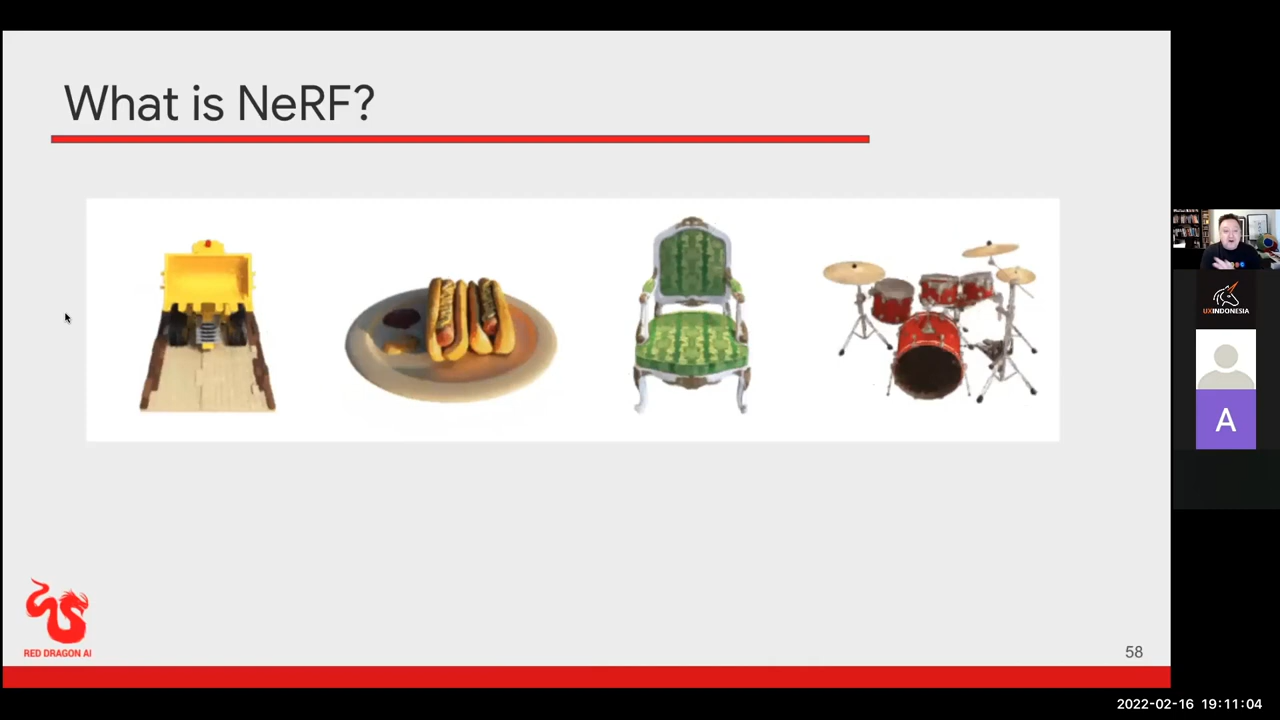 What is NeRF?
UXINDONESIA
A
RED DRAGON AI
58
2022-02-16 19:11:04